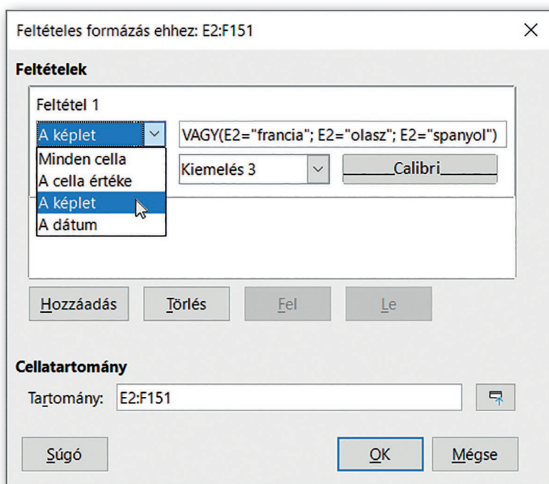 Feltételes formázás ehhez: E2:F151
Feltételek
Feltétel 1
A képlet VAGY(E2="francia"; E2="olasz"; E2="spanyol")
Minden cella
A cella értéke Kiemelés 3 Calibri
A képlet
A dátum
Hozzáadás Törlés Fel Le
Cellatartomány
Tartomány: E2:F151
Súgó OK Mégse